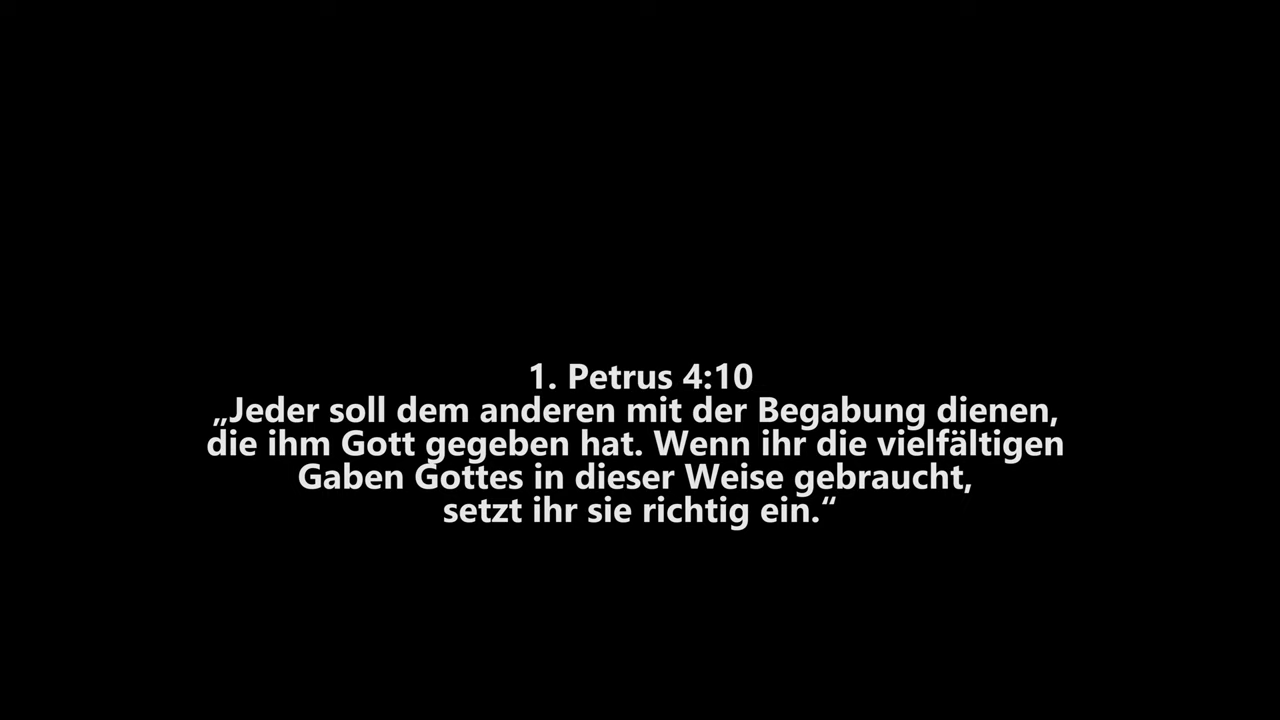 1. Petrus 4:10
„Jeder soll dem anderen mit der Begabung dienen,
die ihm Gott gegeben hat. Wenn ihr die vielfältigen
Gaben Gottes in dieser Weise gebraucht,
setzt ihr sie richtig ein.“